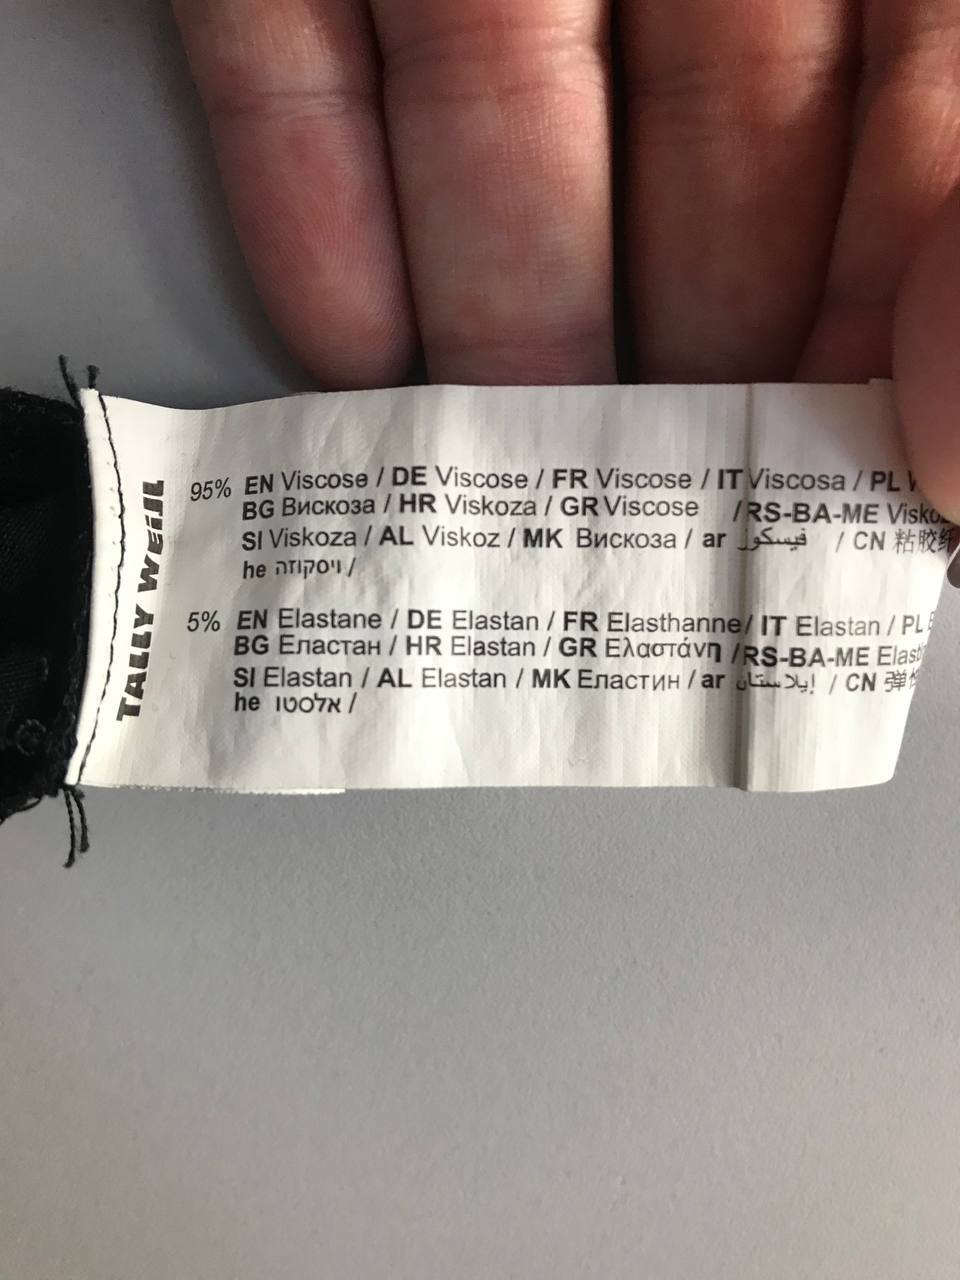 TALLY WEiJL
95% EN Viscose / DE Viscose / FR Viscose / IT Viscosa / PL
BG Вискоза / HR Viskoza / GR Viscose /RS-BA-ME
SI Viskoza / AL Viskoz / MK Вискоза / ar فيسكوز / CN 粘胶纤
he ויסקוזה /
5% EN Elastane / DE Elastan / FR Elasthanne/ IT Elastan / PL
BG Еластан / HR Elastan / GR Ελαστάνη /RS-BA-ME
SI Elastan / AL Elastan / MK Еластин / ar إيلاستان / CN 弹性
he אלסטו /